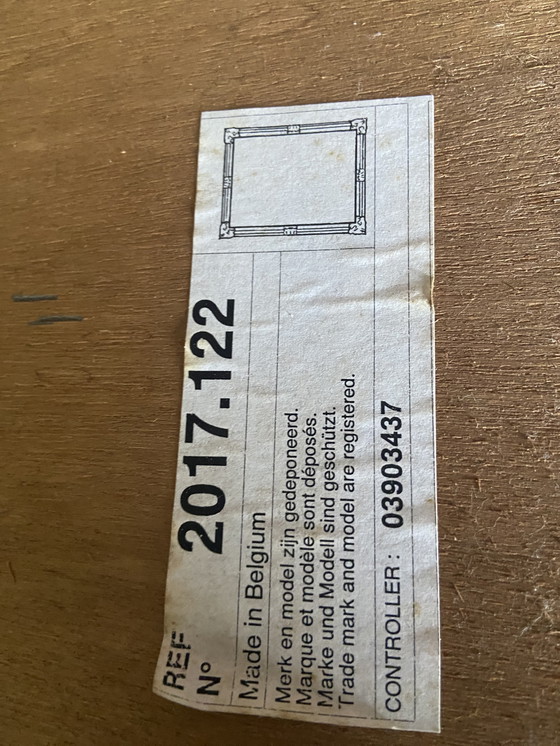 REF
N° 2017.122
Made in Belgium
Merk en model zijn gedeponeerd.
Marque et modèle sont déposés.
Marke und Modell sind geschützt.
Trade mark and model are registered.
CONTROLLER : 03903437